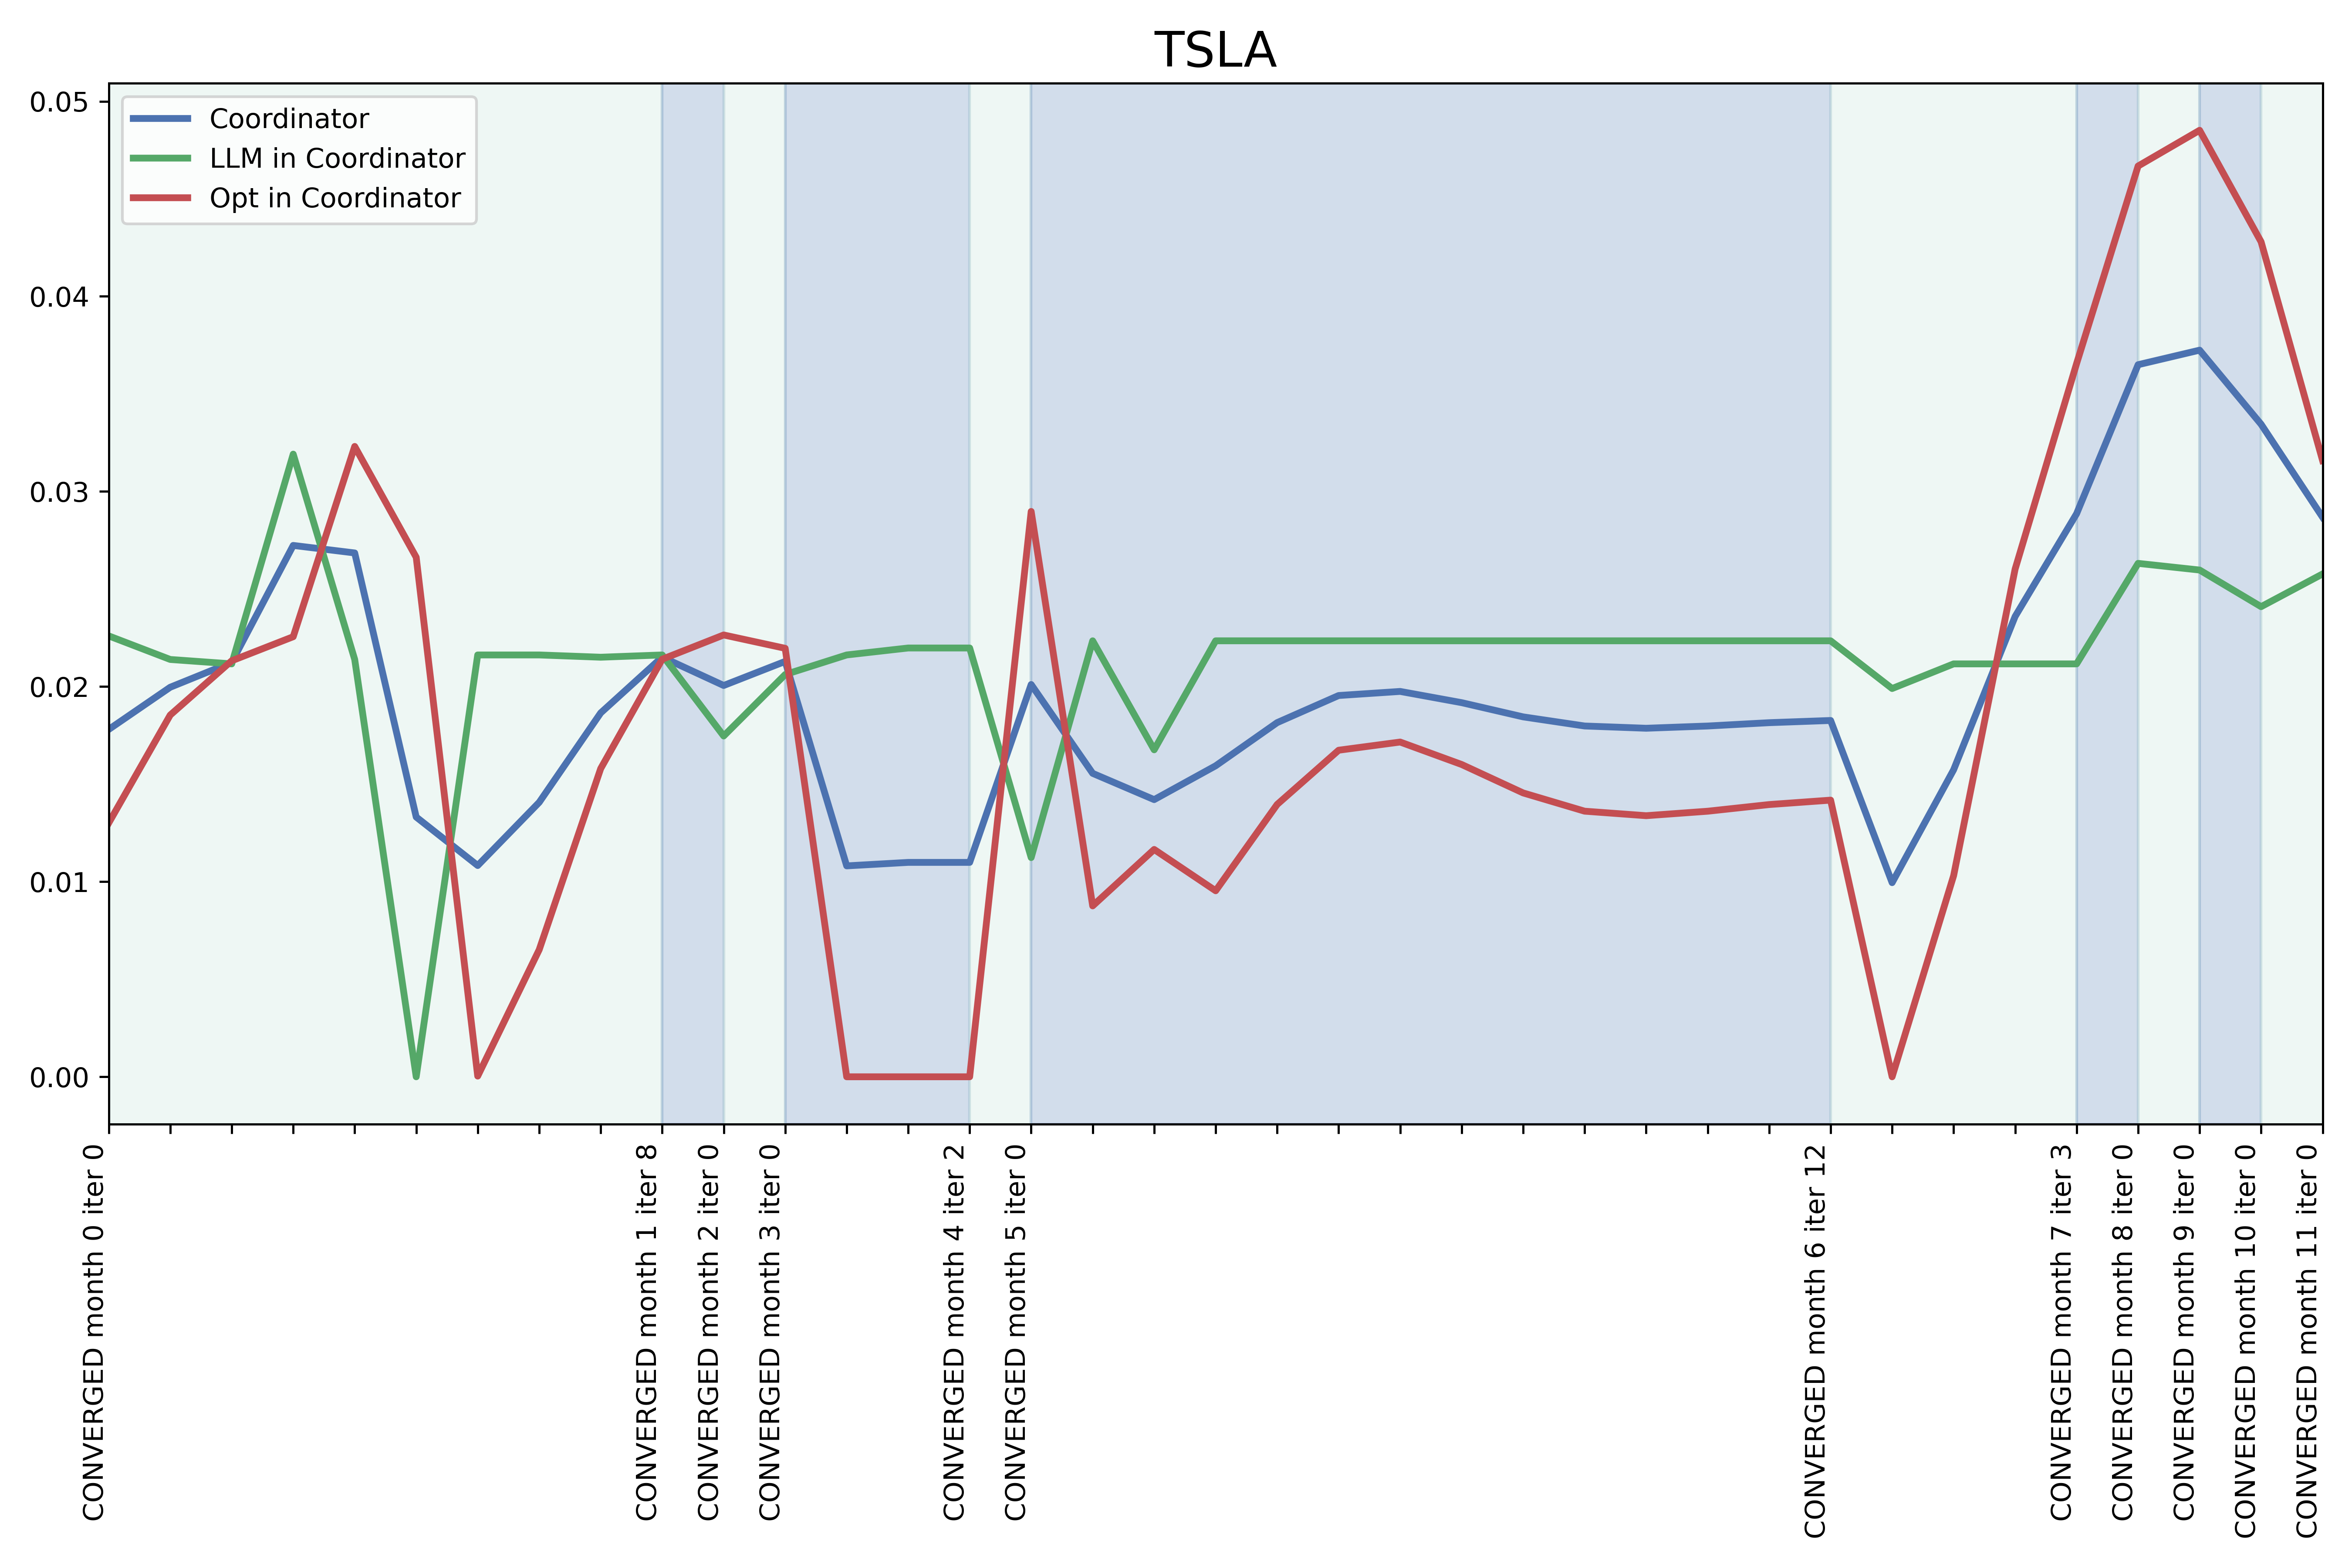 TSLA
0.05
0.04
0.03
0.02
0.01
0.00
Coordinator
LLM in Coordinator
Opt in Coordinator
CONVERGED month 0 iter 0
CONVERGED month 1 iter 8
CONVERGED month 2 iter 0
CONVERGED month 3 iter 0
CONVERGED month 4 iter 2
CONVERGED month 5 iter 0
CONVERGED month 6 iter 12
CONVERGED month 7 iter 3
CONVERGED month 8 iter 0
CONVERGED month 9 iter 0
CONVERGED month 10 iter 0
CONVERGED month 11 iter 0